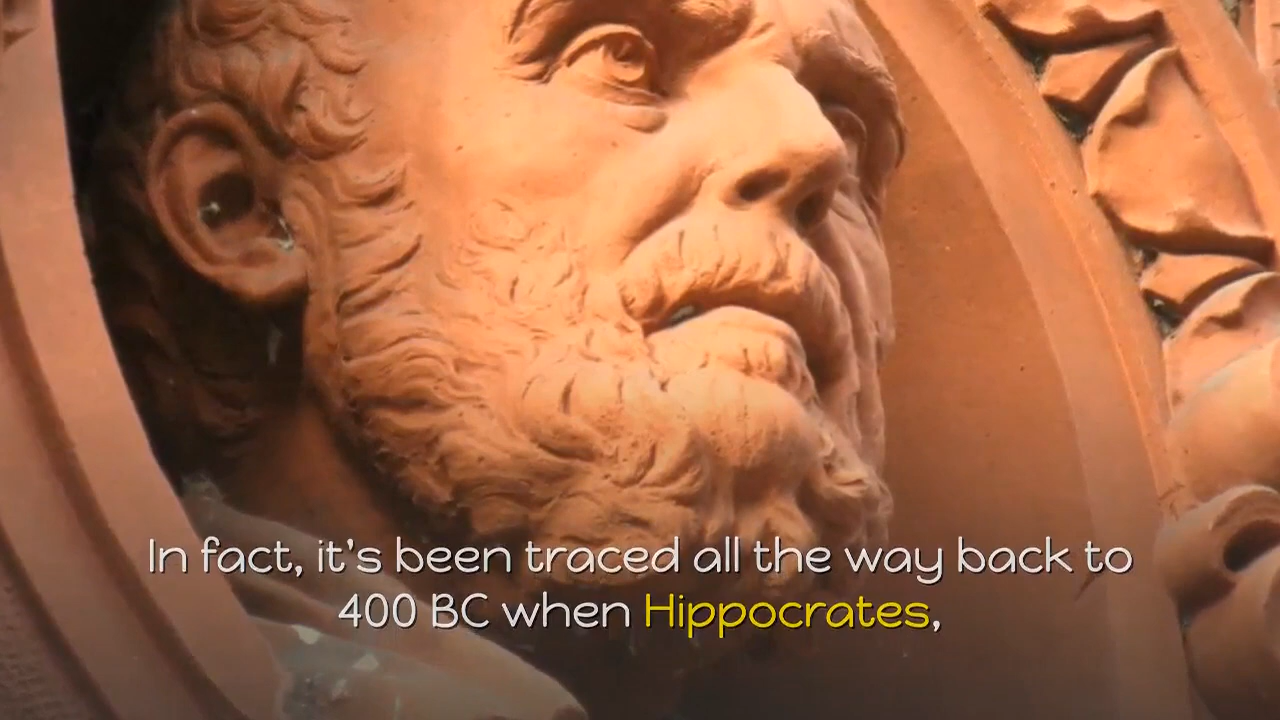 In fact, it's been traced all the way back to
400 BC when Hippocrates,